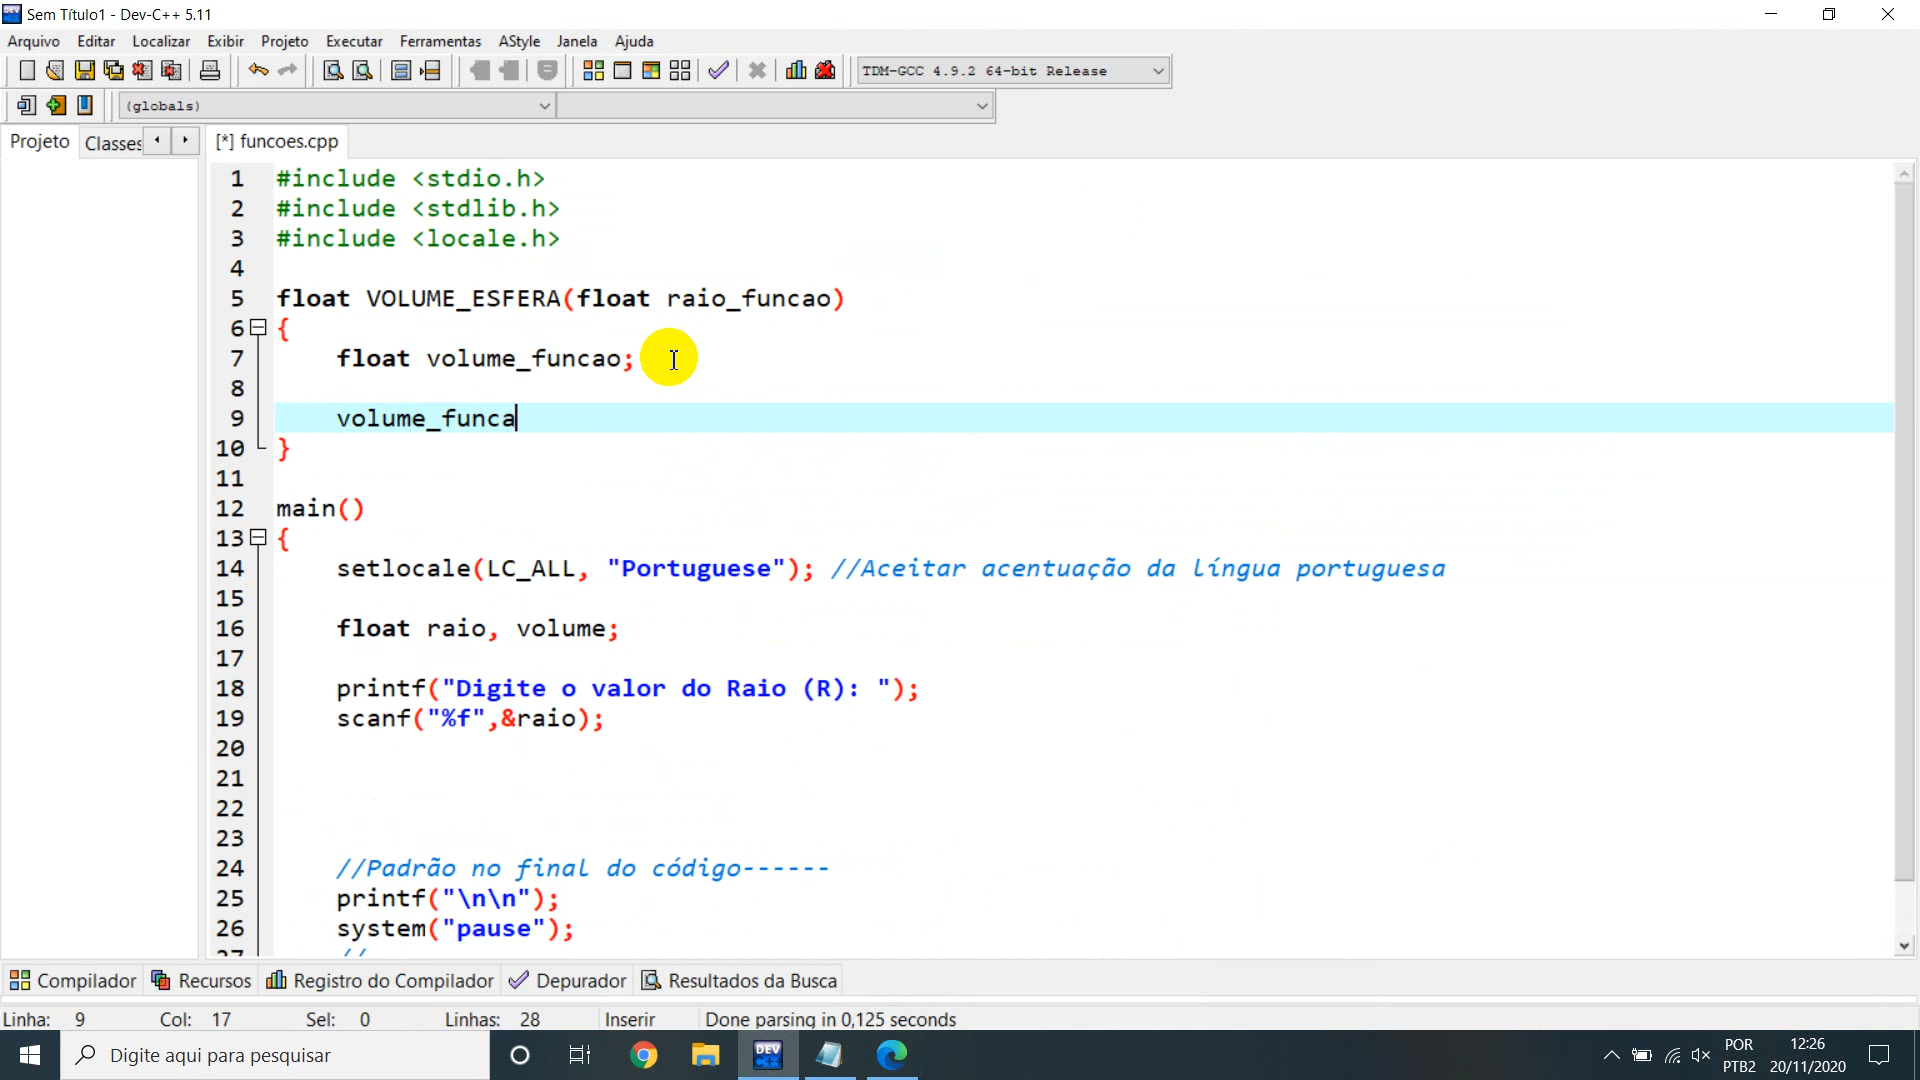 Sem Título1 - Dev-C++ 5.11
Arquivo Editar Localizar Exibir Projeto Executar Ferramentas AStyle Janela Ajuda
TDM-GCC 4.9.2 64-bit Release
(globals)
Projeto Classes [*] funcoes.cpp
1 #include <stdio.h>
2 #include <stdlib.h>
3 #include <locale.h>
4
5 float VOLUME_ESFERA(float raio_funcao)
6 {
7 float volume_funcao;
8
9 volume_funca
10 }
11
12 main()
13 {
14 setlocale(LC_ALL, "Portuguese"); //Aceitar acentuação da língua portuguesa
15
16 float raio, volume;
17
18 printf("Digite o valor do Raio (R): ");
19 scanf("%f",&raio);
20
21
22
23
24 //Padrão no final do código------
25 printf("\n\n");
26 system("pause");
27 //
Compilador Recursos Registro do Compilador Depurador Resultados da Busca
Linha: 9 Col: 17 Sel: 0 Linhas: 28 Inserir Done parsing in 0,125 seconds
Digite aqui para pesquisar
DEV C++
POR 12:26
PTB2 20/11/2020